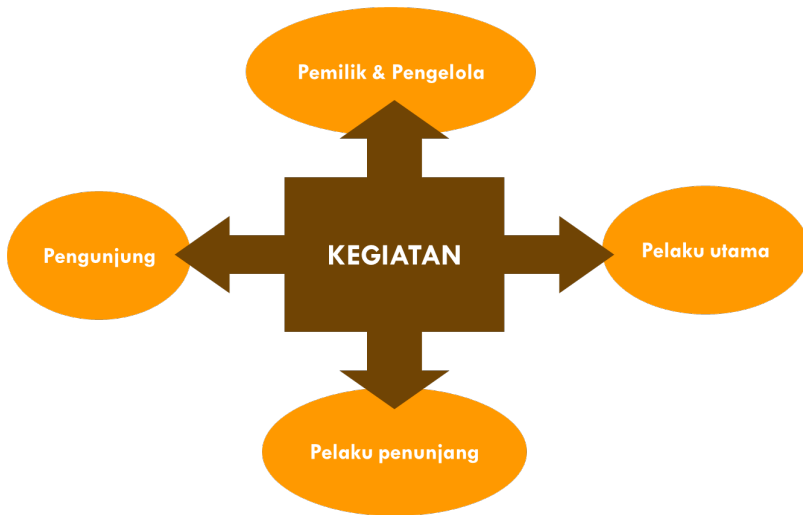 Pemilik & Pengelola
Pengunjung
KEGIATAN
Pelaku utama
Pelaku penunjang